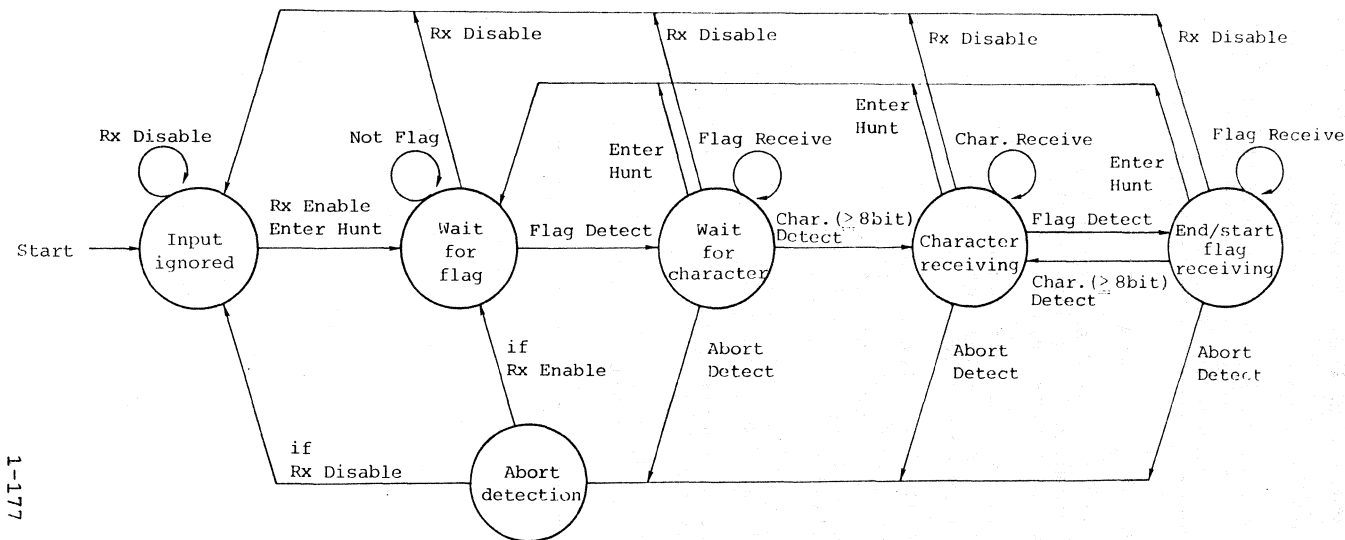 Rx Disable
Rx Disable
Rx Disable
Rx Disable
Rx Disable
Not Flag
Enter
Hunt
Flag Receive
Enter
Hunt
Char. Receive
Enter
Hunt
Flag Receive
Start
Input
ignored
Rx Enable
Enter Hunt
Wait
for
flag
Flag Detect
Wait
for
character
Char.(≥8bit)
Detect
Character
receiving
Flag Detect
Char.(≥8bit)
Detect
End/start
flag
receiving
if
Rx Enable
Abort
Detect
Abort
Detect
Abort
Detect
if
Rx Disable
Abort
detection
1-177